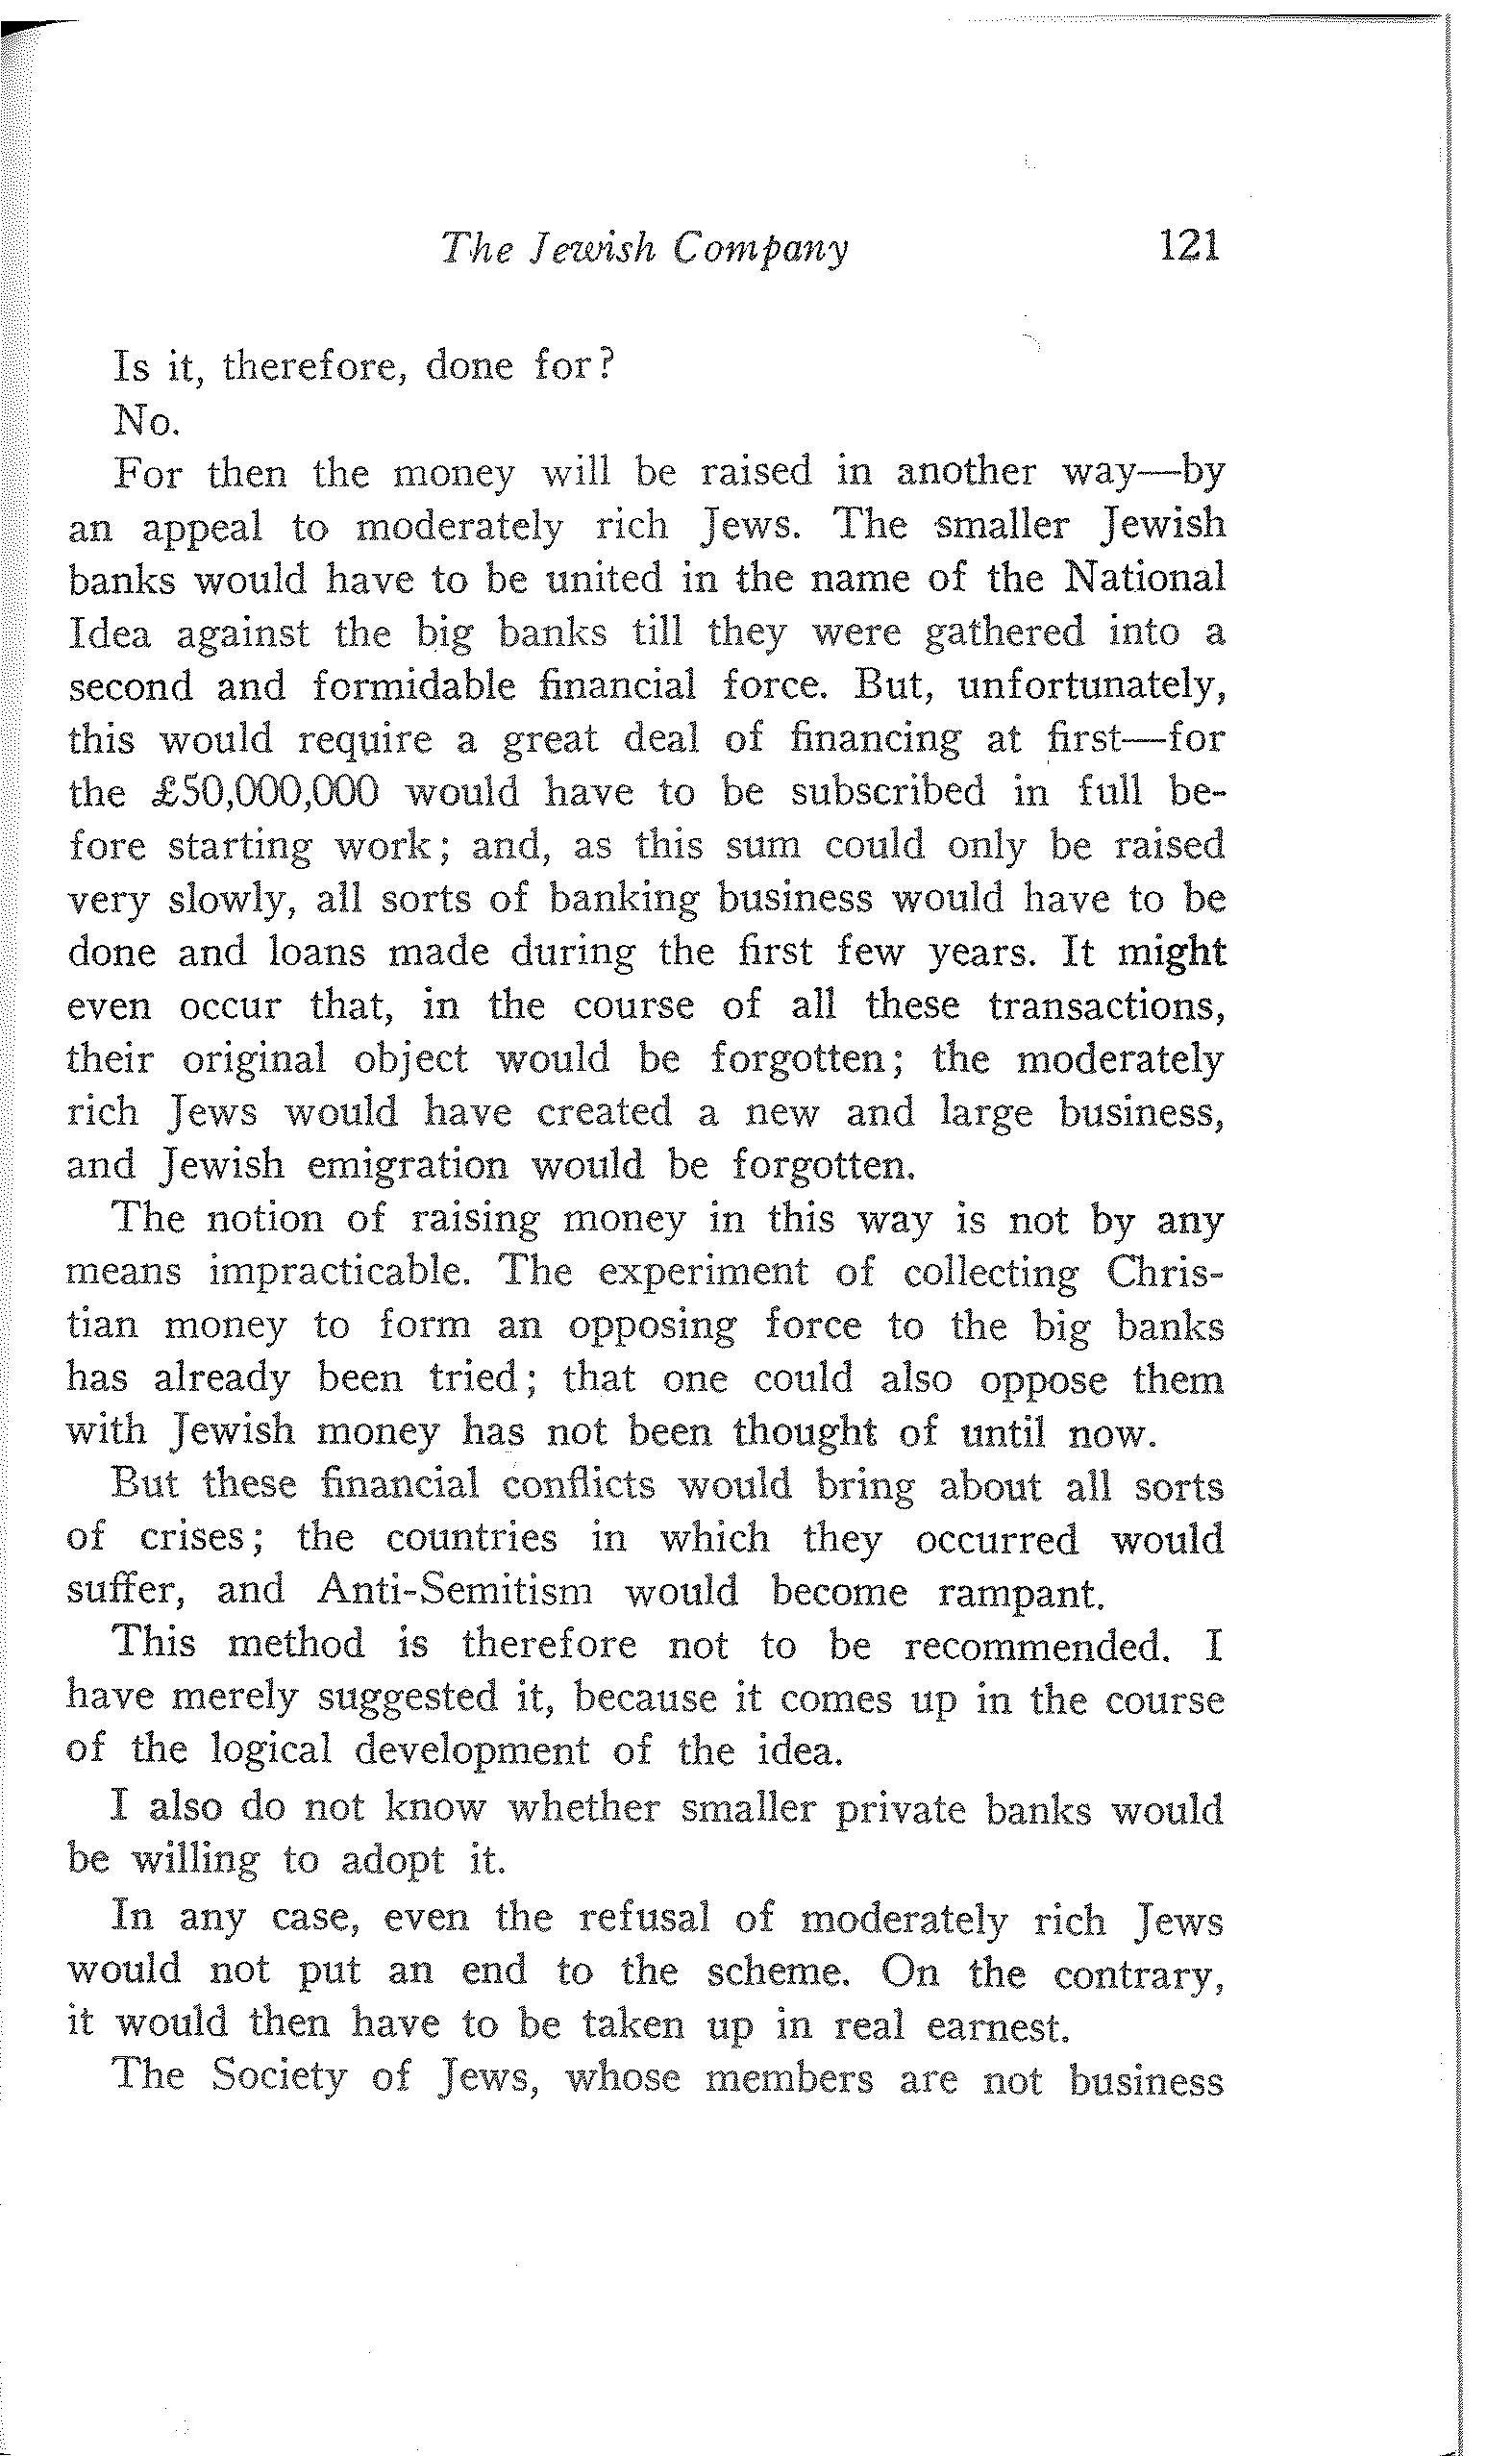 The Jewish Company 121
Is it, therefore, done for?
No.
For then the money will be raised in another way—by
an appeal to moderately rich Jews. The smaller Jewish
banks would have to be united in the name of the National
Idea against the big banks till they were gathered into a
second and formidable financial force. But, unfortunately,
this would require a great deal of financing at first—for
the £50,000,000 would have to be subscribed in full be-
fore starting work; and, as this sum could only be raised
very slowly, all sorts of banking business would have to be
done and loans made during the first few years. It might
even occur that, in the course of all these transactions,
their original object would be forgotten; the moderately
rich Jews would have created a new and large business,
and Jewish emigration would be forgotten.
The notion of raising money in this way is not by any
means impracticable. The experiment of collecting Chris-
tian money to form an opposing force to the big banks
has already been tried; that one could also oppose them
with Jewish money has not been thought of until now.
But these financial conflicts would bring about all sorts
of crises; the countries in which they occurred would
suffer, and Anti-Semitism would become rampant.
This method is therefore not to be recommended. I
have merely suggested it, because it comes up in the course
of the logical development of the idea.
I also do not know whether smaller private banks would
be willing to adopt it.
In any case, even the refusal of moderately rich Jews
would not put an end to the scheme. On the contrary,
it would then have to be taken up in real earnest.
The Society of Jews, whose members are not business